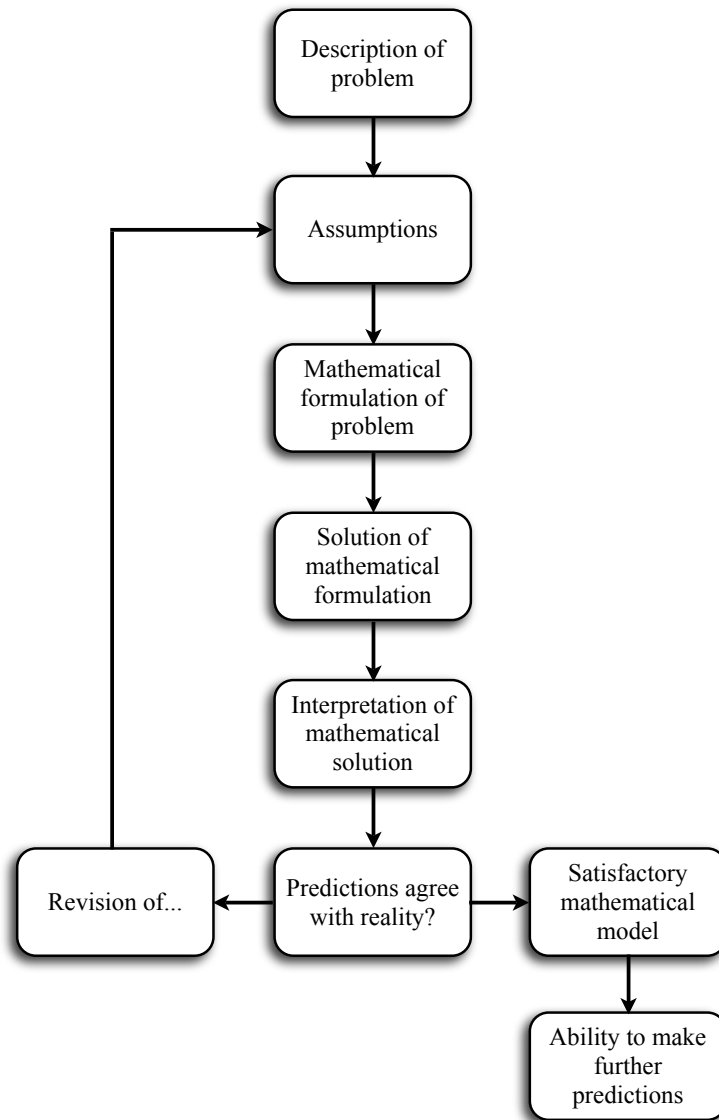 Description of
problem
Assumptions
Mathematical
formulation of
problem
Solution of
mathematical
formulation
Interpretation of
mathematical
solution
Revision of...
Predictions agree
with reality?
Satisfactory
mathematical
model
Ability to make
further
predictions